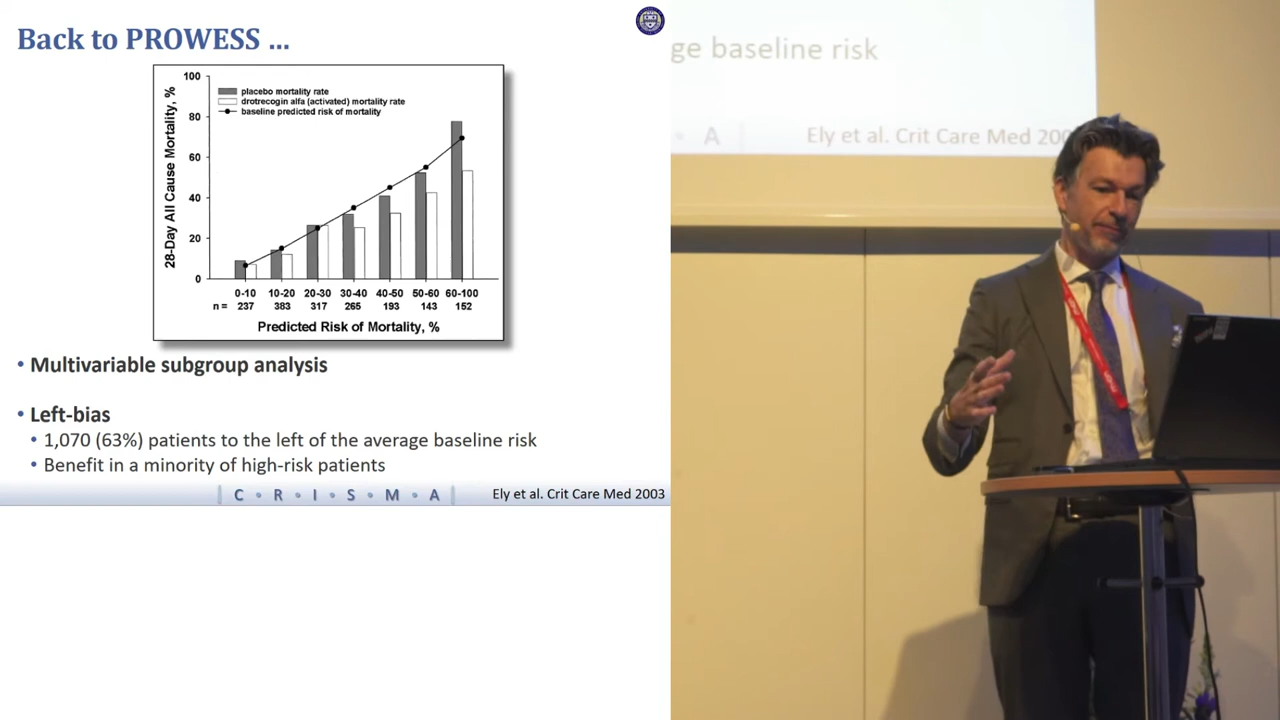 Back to PROWESS ...
28-Day All Cause Mortality, %
100
80
60
40
20
0
placebo mortality rate
drotrecogin alfa (activated) mortality rate
baseline predicted risk of mortality
0-10 10-20 20-30 30-40 40-50 50-60 60-100
n = 237 383 317 265 193 143 152
Predicted Risk of Mortality, %
• Multivariable subgroup analysis
• Left-bias
• 1,070 (63%) patients to the left of the average baseline risk
• Benefit in a minority of high-risk patients
C • R • I • S • M • A
Ely et al. Crit Care Med 2003
ge baseline risk
A
Ely et al. Crit Care Med 200
ThinkPad